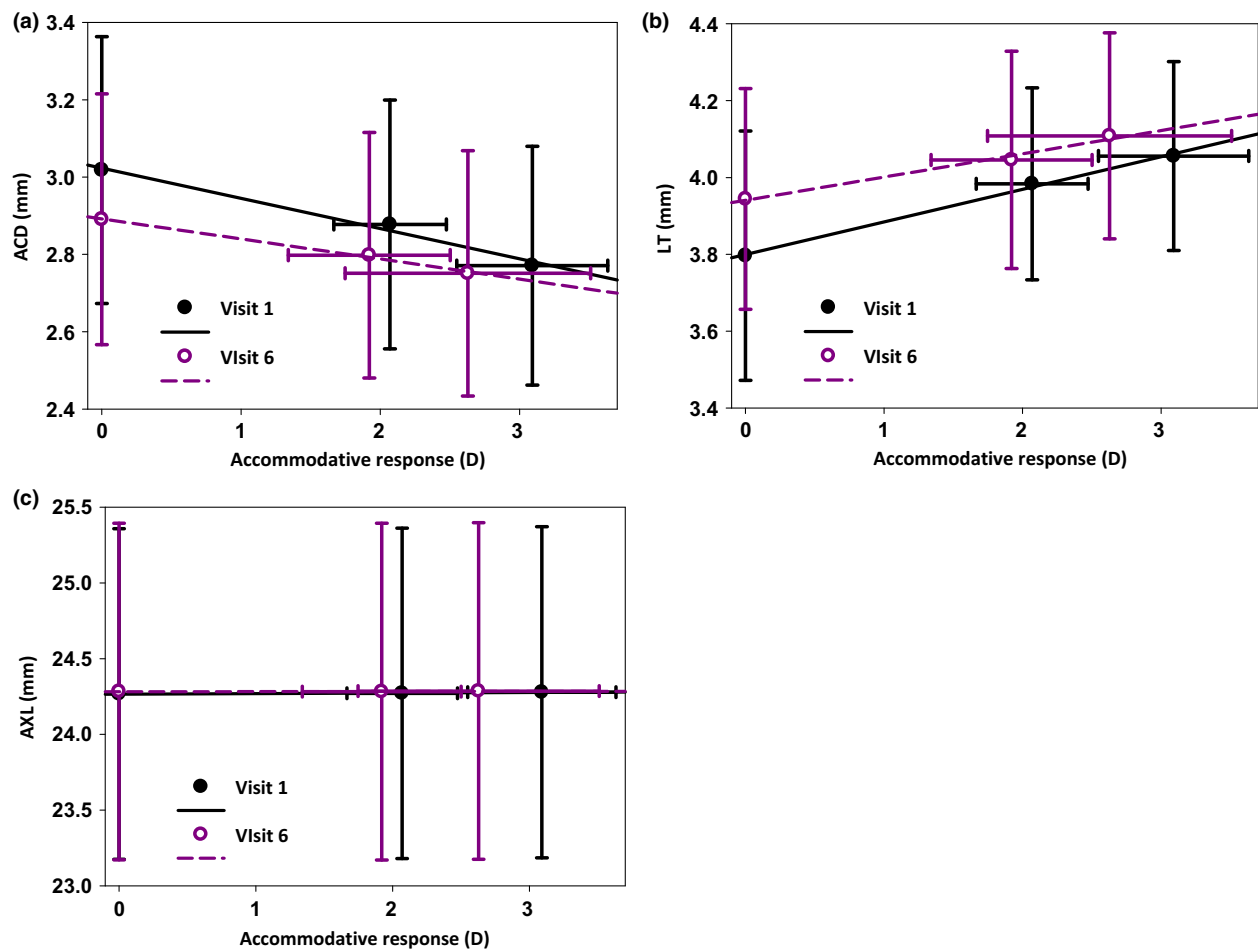 (a)
3.4
3.2
3.0
2.8
2.6
2.4
ACD (mm)
Visit 1
VIsit 6
0 1 2 3
Accommodative response (D)
(b)
4.4
4.2
4.0
3.8
3.6
3.4
LT (mm)
Visit 1
VIsit 6
0 1 2 3
Accommodative response (D)
(c)
25.5
25.0
24.5
24.0
23.5
23.0
AXL (mm)
Visit 1
VIsit 6
0 1 2 3
Accommodative response (D)